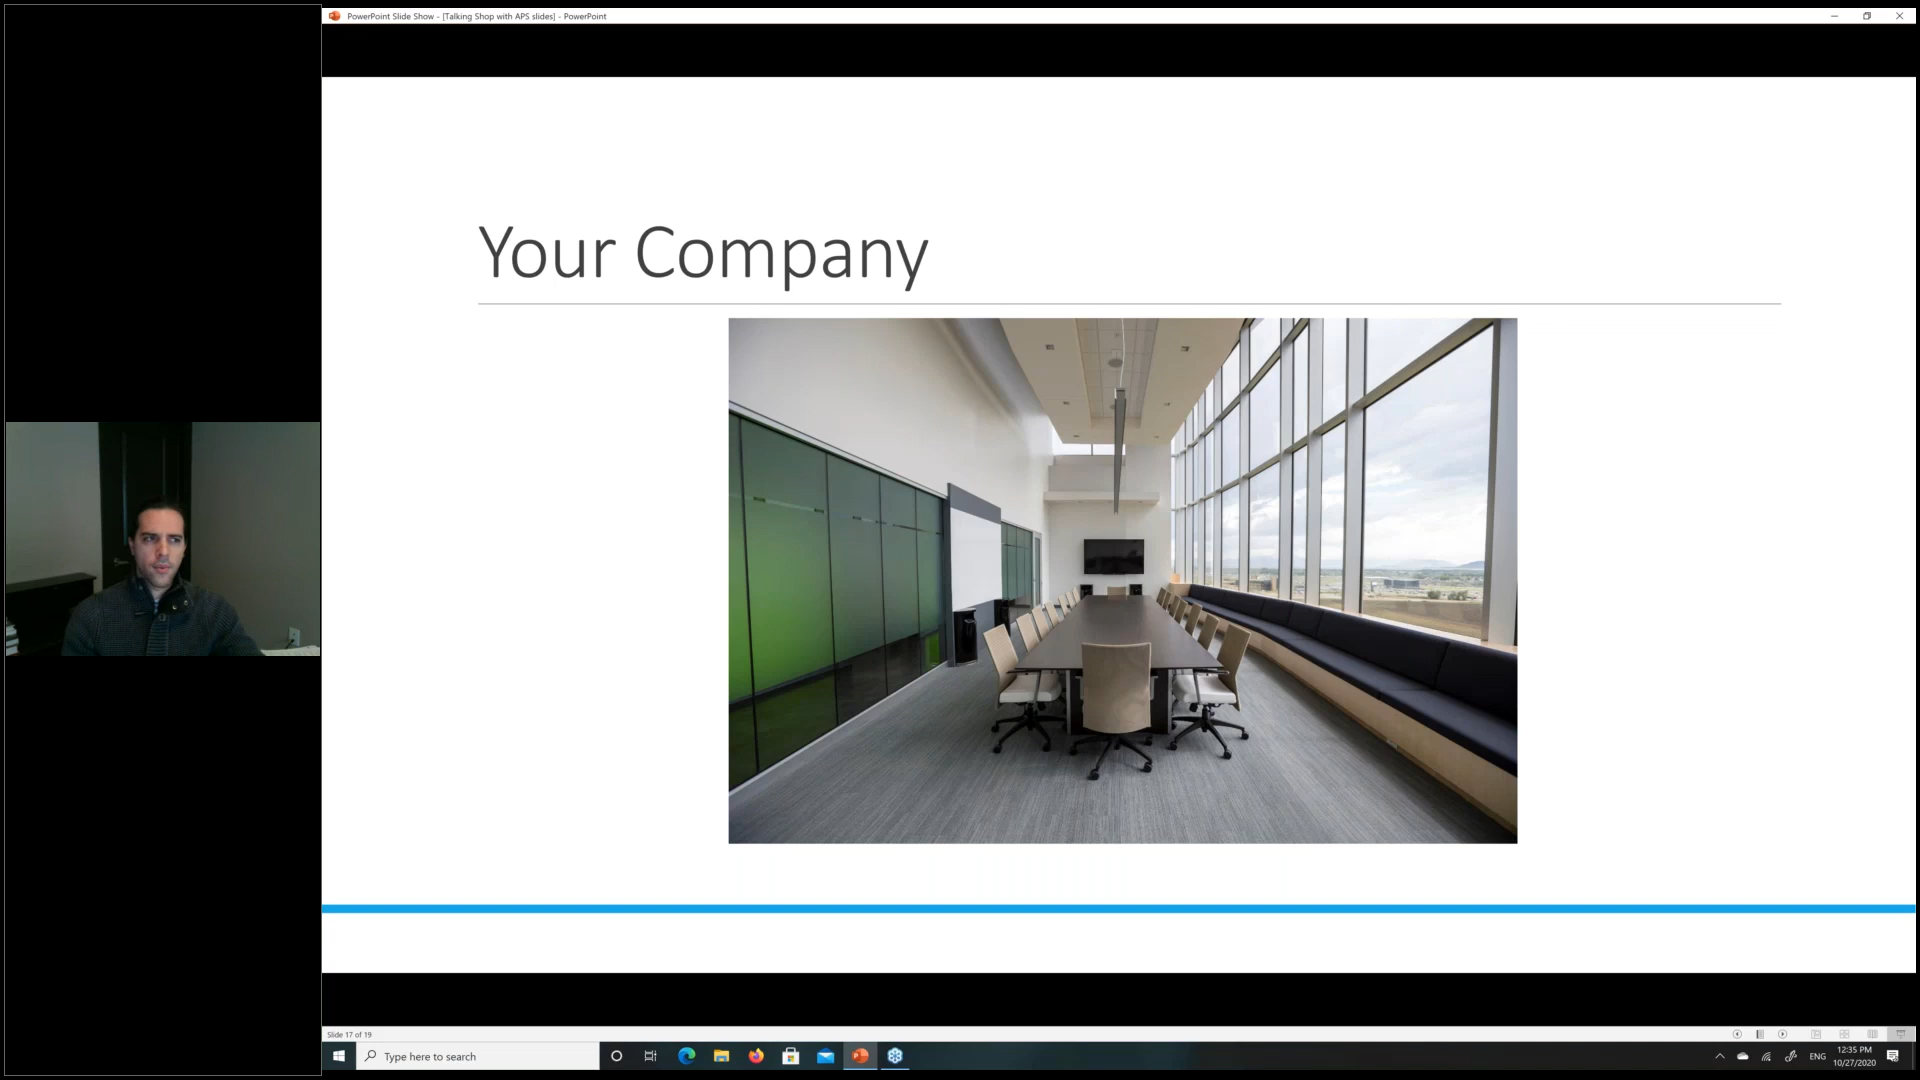 PowerPoint Slide Show - [Talking Shop with APS slides] - PowerPoint
Your Company
Slide 17 of 19
Type here to search
ENG
12:35 PM
10/27/2020